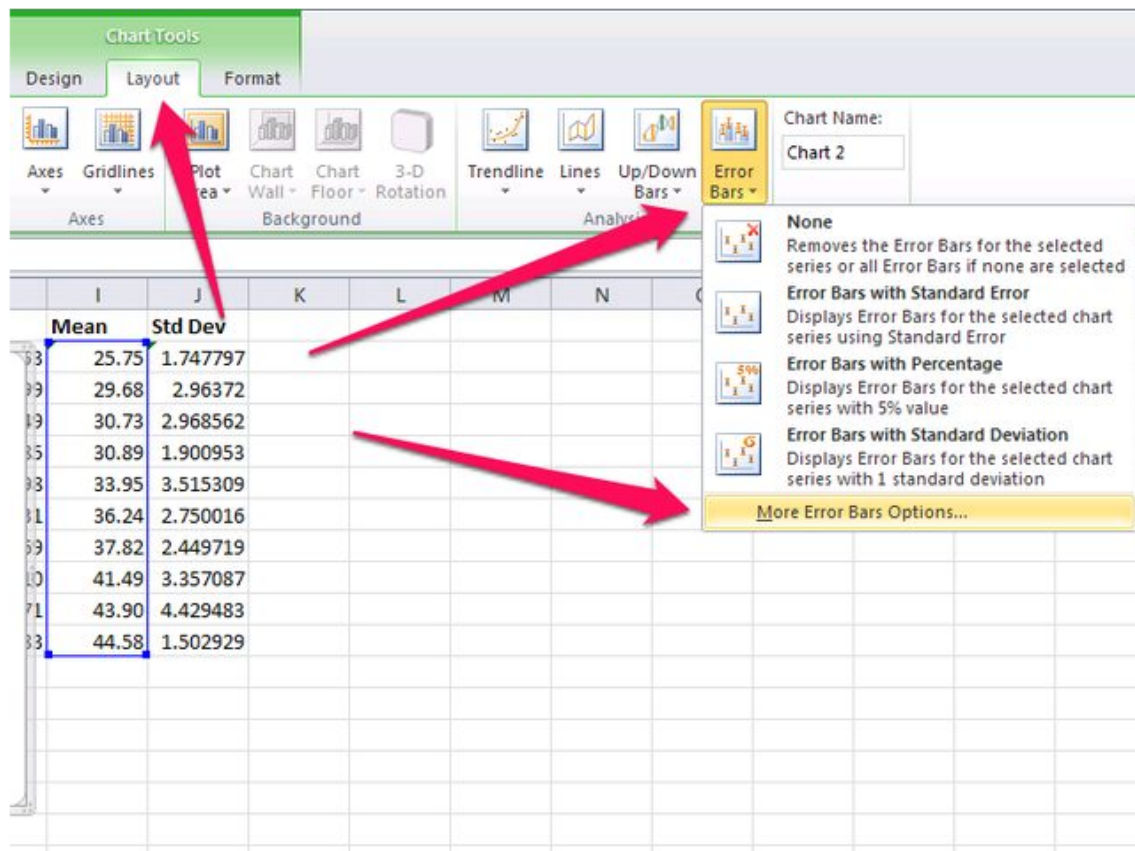 Chart Tools
Design Layout Format
Axes Gridlines Plot Area Chart Wall Chart Floor 3-D Rotation Trendline Lines Up/Down Bars Error Bars
Chart Name:
Chart 2
Axes Background Analysis
None
Removes the Error Bars for the selected
series or all Error Bars if none are selected
Error Bars with Standard Error
Displays Error Bars for the selected chart
series using Standard Error
Error Bars with Percentage
Displays Error Bars for the selected chart
series with 5% value
Error Bars with Standard Deviation
Displays Error Bars for the selected chart
series with 1 standard deviation
More Error Bars Options...
I J K L M N
Mean Std Dev
25.75 1.747797
29.68 2.96372
30.73 2.968562
30.89 1.900953
33.95 3.515309
36.24 2.750016
37.82 2.449719
41.49 3.357087
43.90 4.429483
44.58 1.502929